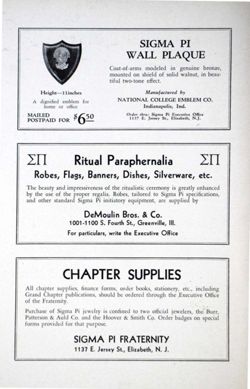 SIGMA PI
WALL PLAQUE
Coat-of-arms modeled in genuine bronze,
mounted on shield of solid walnut, in beau-
tiful two-tone effect.
Height—11inches
A dignified emblem for
home or office
MAILED
POSTPAID FOR $6.50
Manufactured by
NATIONAL COLLEGE EMBLEM CO.
Indianapolis, Ind.
Order thru: Sigma Pi Executive Office
1137 E. Jersey St., Elizabeth, N.J.
ΣΠ Ritual Paraphernalia ΣΠ
Robes, Flags, Banners, Dishes, Silverware, etc.
The beauty and impressiveness of the ritualistic ceremony is greatly enhanced
by the use of the proper regalia. Robes, tailored to Sigma Pi specifications,
and other standard Sigma Pi initiatory equipment, are supplied by
DeMoulin Bros. & Co.
1001-1100 S. Fourth St., Greenville, Ill.
For particulars, write the Executive Office
CHAPTER SUPPLIES
All chapter supplies, finance forms, order books, stationery, etc., including
Grand Chapter publications, should be ordered through the Executive Office
of the Fraternity.
Purchase of Sigma Pi jewelry is confined to two official jewelers, the Burr,
Patterson & Auld Co. and the Hoover & Smith Co. Order badges on special
forms provided for that purpose.
SIGMA PI FRATERNITY
1137 E. Jersey St., Elizabeth, N. J.